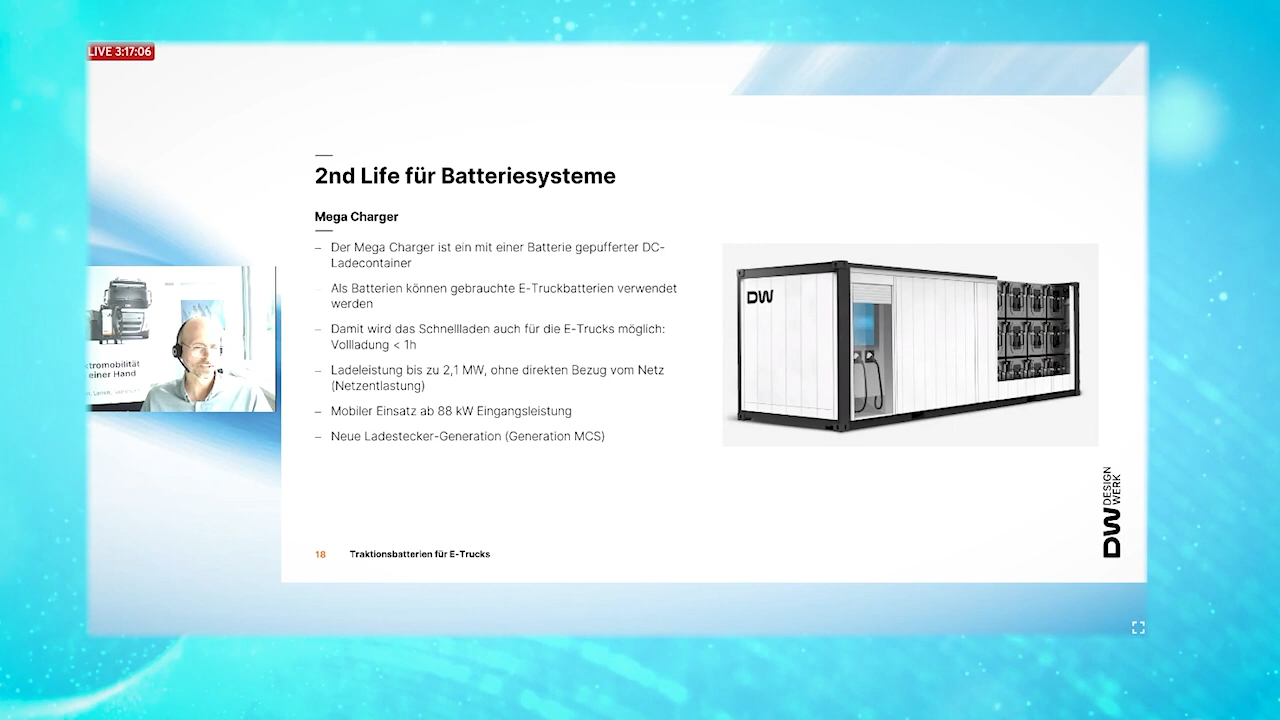 LIVE 3:17:06
2nd Life für Batteriesysteme
Mega Charger
– Der Mega Charger ist ein mit einer Batterie gepufferter DC-
Ladecontainer
– Als Batterien können gebrauchte E-Truckbatterien verwendet
werden
– Damit wird das Schnellladen auch für die E-Trucks möglich:
Vollladung < 1h
– Ladeleistung bis zu 2,1 MW, ohne direkten Bezug vom Netz
(Netzentlastung)
– Mobiler Einsatz ab 88 kW Eingangsleistung
– Neue Ladestecker-Generation (Generation MCS)
DW
ktromobilität
einer Hand
DW DESIGN
WERK
18 Traktionsbatterien für E-Trucks